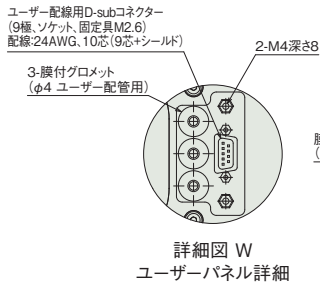 ユーザー配線用D-subコネクター
(9極、ソケット、固定具M2.6)
配線:24AWG、10芯(9芯+シールド)
2-M4深さ8
3-膜付グロメット
(φ4 ユーザー配管用)
詳細図 W
ユーザーパネル詳細